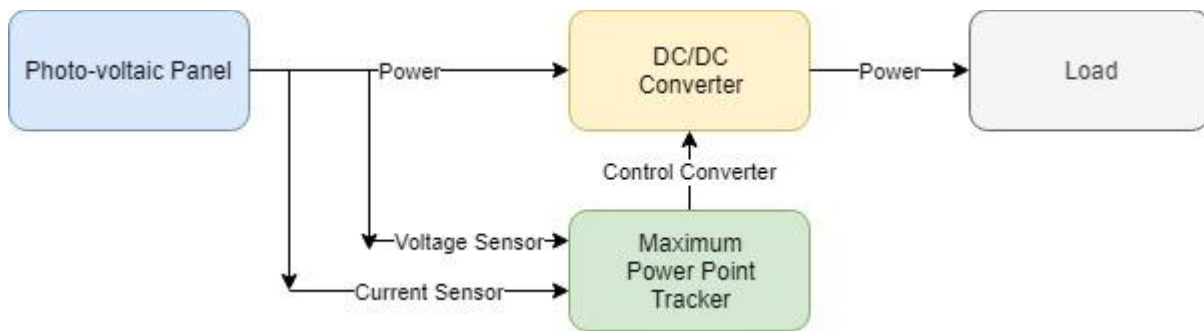 Photo-voltaic Panel
Power
DC/DC
Converter
Power
Load
Control Converter
Voltage Sensor
Current Sensor
Maximum
Power Point
Tracker